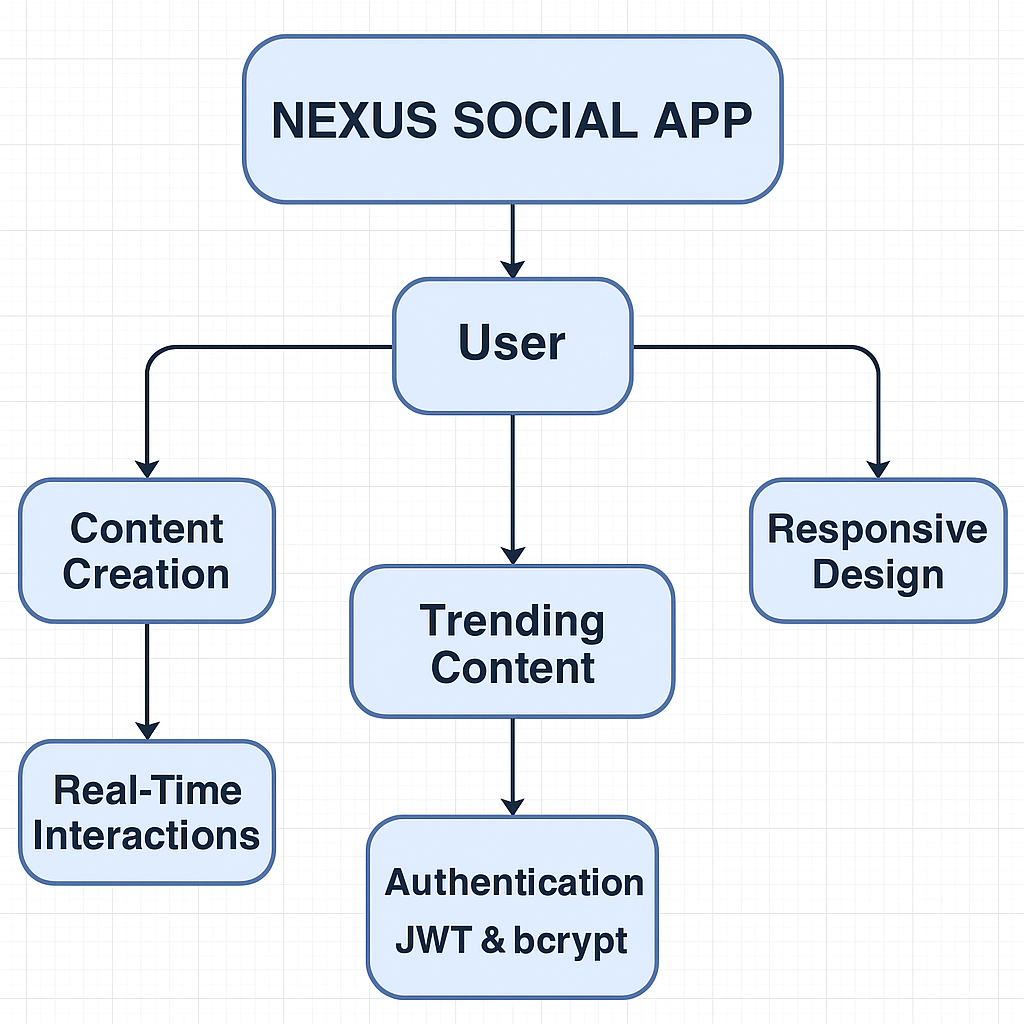 NEXUS SOCIAL APP
User
Content
Creation
Responsive
Design
Trending
Content
Real-Time
Interactions
Authentication
JWT & bcrypt